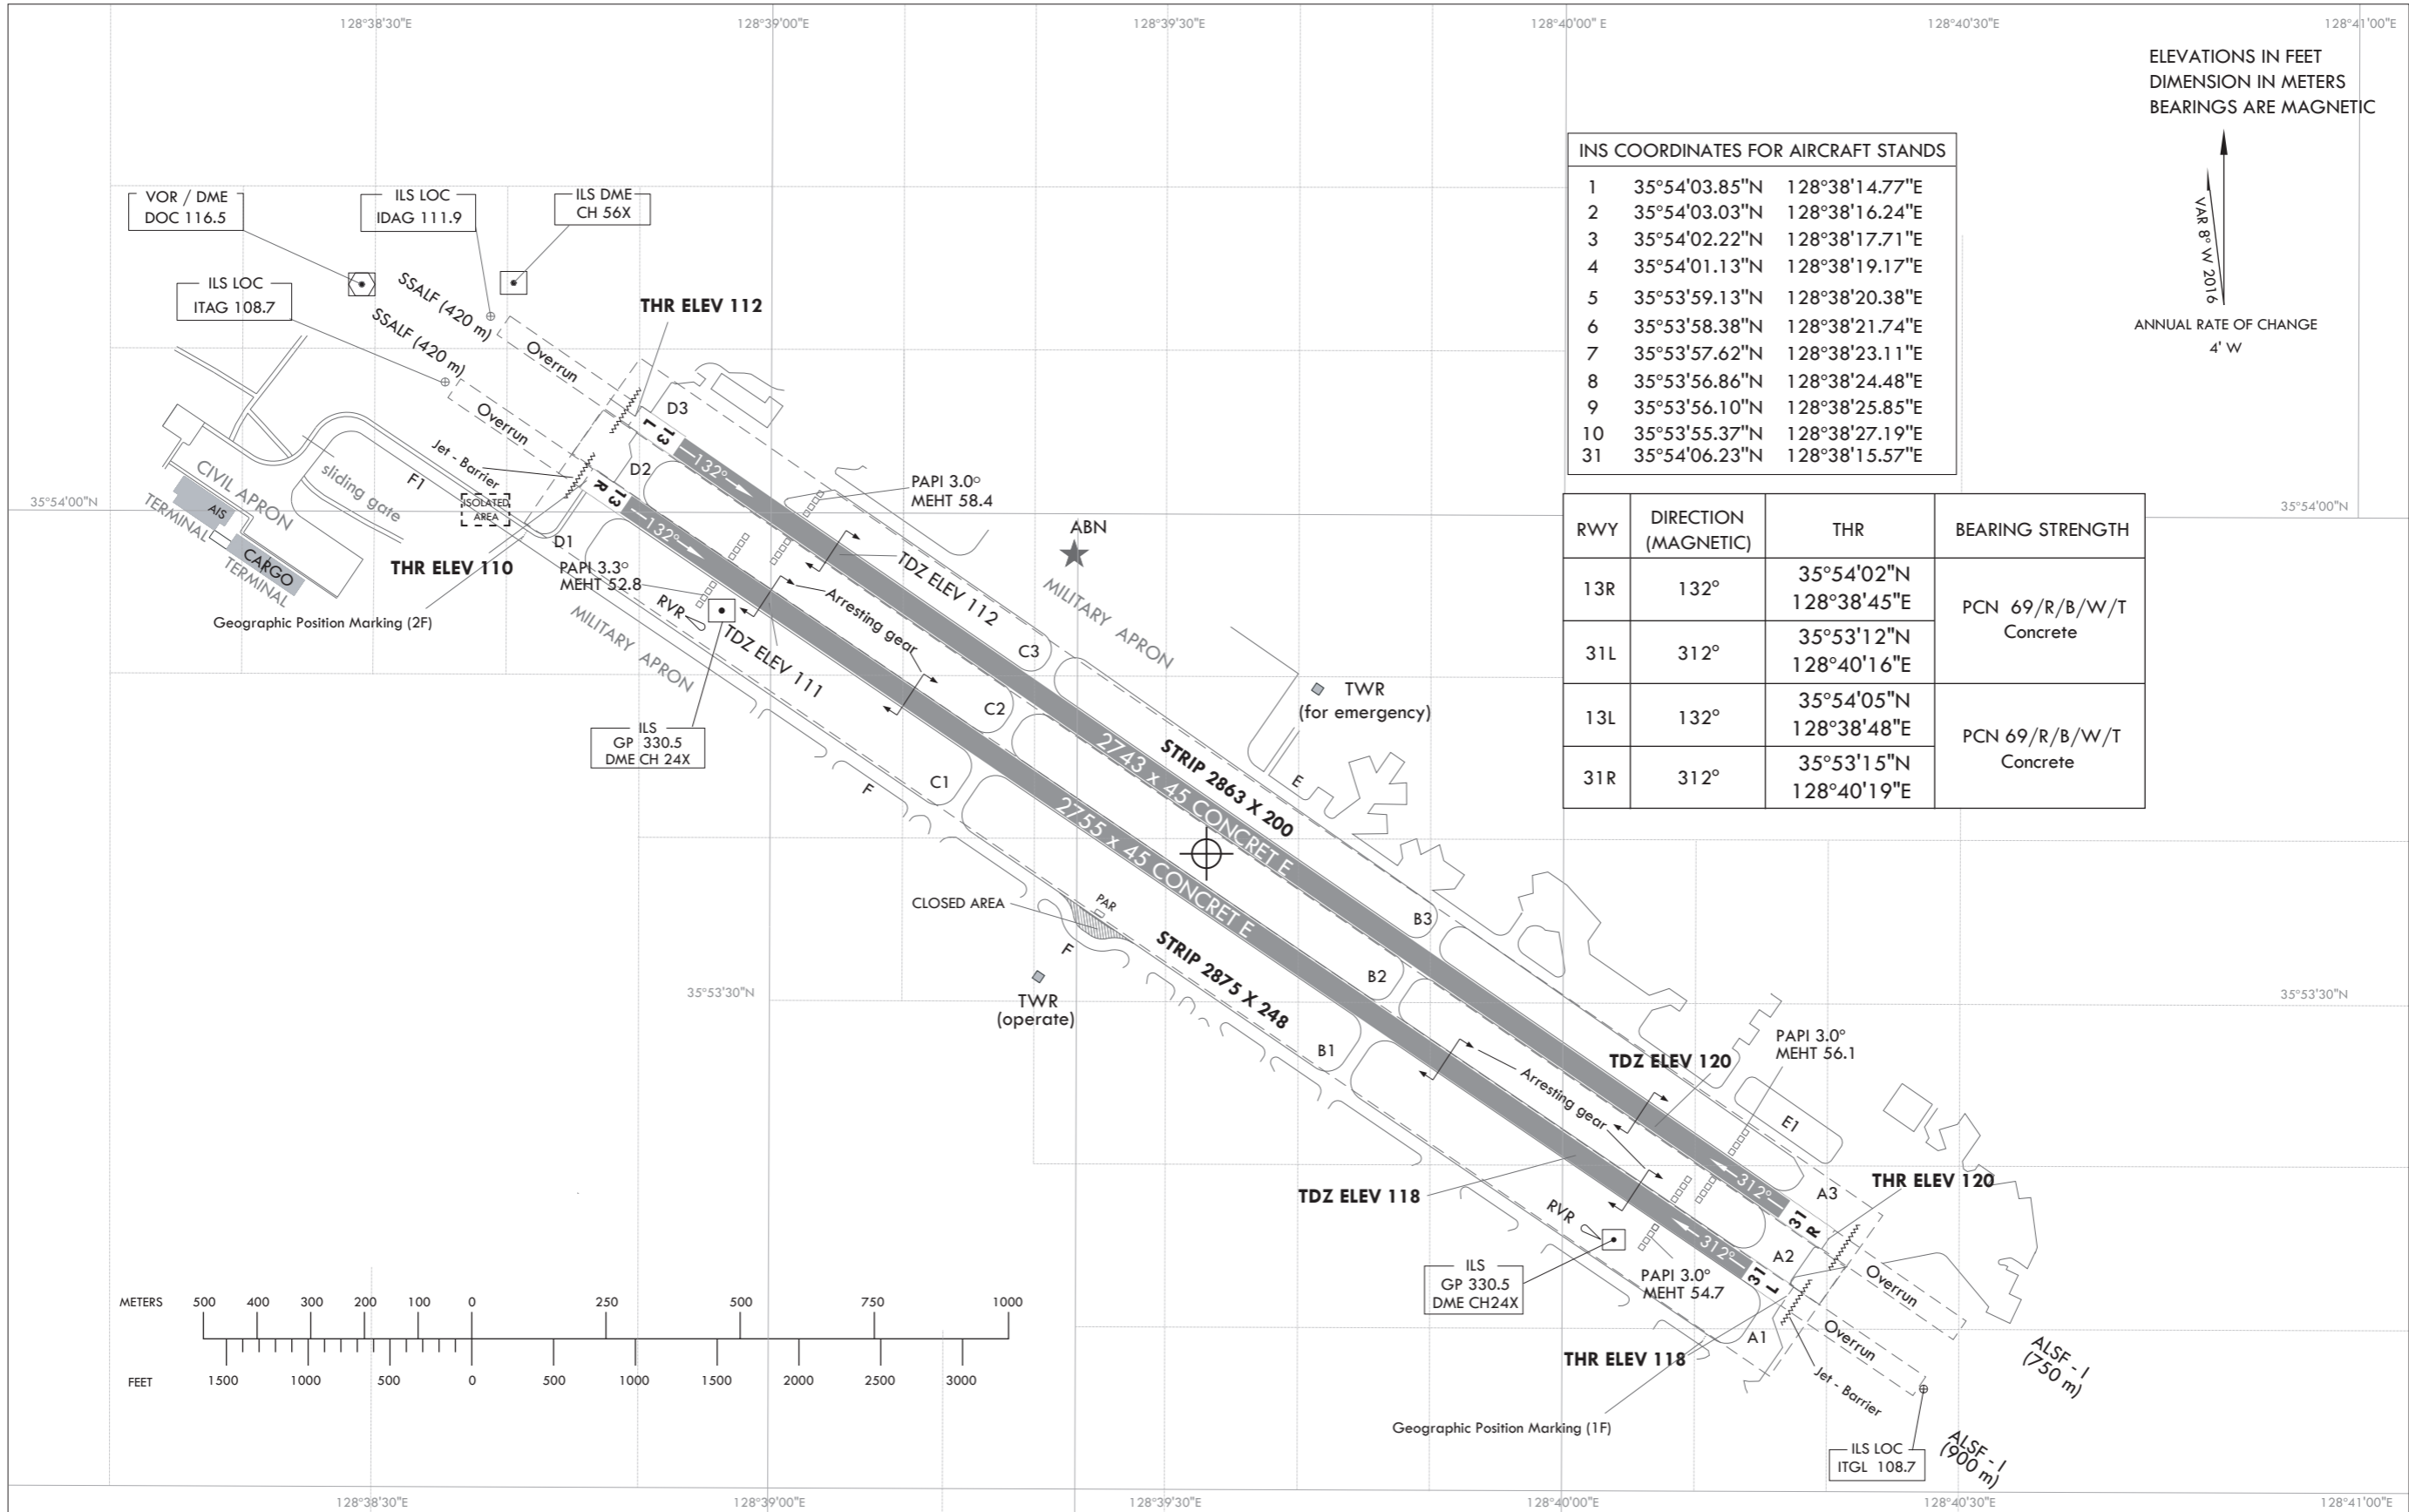 128°38'30"E
128°39'00"E
128°39'30"E
128°40'00" E
128°40'30"E
128°41'00"E
ELEVATIONS IN FEET
DIMENSION IN METERS
BEARINGS ARE MAGNETIC
VAR 8° W 2016
ANNUAL RATE OF CHANGE
4' W
INS COORDINATES FOR AIRCRAFT STANDS
1 35°54'03.85"N 128°38'14.77"E
2 35°54'03.03"N 128°38'16.24"E
3 35°54'02.22"N 128°38'17.71"E
4 35°54'01.13"N 128°38'19.17"E
5 35°53'59.13"N 128°38'20.38"E
6 35°53'58.38"N 128°38'21.74"E
7 35°53'57.62"N 128°38'23.11"E
8 35°53'56.86"N 128°38'24.48"E
9 35°53'56.10"N 128°38'25.85"E
10 35°53'55.37"N 128°38'27.19"E
31 35°54'06.23"N 128°38'15.57"E
RWY DIRECTION (MAGNETIC) THR BEARING STRENGTH
13R 132° 35°54'02"N 128°38'45"E
PCN 69/R/B/W/T
Concrete
31L 312° 35°53'12"N 128°40'16"E
13L 132° 35°54'05"N 128°38'48"E
PCN 69/R/B/W/T
Concrete
31R 312° 35°53'15"N 128°40'19"E
VOR / DME
DOC 116.5
ILS LOC
IDAG 111.9
ILS DME
CH 56X
ILS LOC
ITAG 108.7
SSALF (420 m)
SSALF (420 m)
THR ELEV 112
Overrun
Overrun
Jet - Barrier
D3
D2
D1
13 L
13 R
132°
132°
CIVIL APRON
sliding gate
F1
ISOLATED
AREA
AIS
TERMINAL
CARGO
TERMINAL
35°54'00"N
35°54'00"N
THR ELEV 110
Geographic Position Marking (2F)
PAPI 3.0°
MEHT 58.4
PAPI 3.3°
MEHT 52.8
RVR
ABN
TDZ ELEV 112
MILITARY APRON
Arresting gear
TDZ ELEV 111
MILITARY APRON
ILS
GP 330.5
DME CH 24X
C3
C2
C1
F
TWR
(for emergency)
E
2743 x 45 CONCRET E
STRIP 2863 X 200
2755 x 45 CONCRET E
STRIP 2875 X 248
CLOSED AREA
PAR
F
TWR
(operate)
35°53'30"N
35°53'30"N
B3
B2
B1
TDZ ELEV 120
PAPI 3.0°
MEHT 56.1
Arresting gear
E1
TDZ ELEV 118
RVR
ILS
GP 330.5
DME CH24X
PAPI 3.0°
MEHT 54.7
312°
312°
31 R
31 L
A3
A2
A1
THR ELEV 120
THR ELEV 118
Overrun
Overrun
Jet - Barrier
Geographic Position Marking (1F)
ALSF - I
(750 m)
ALSF - I
(900 m)
ILS LOC
ITGL 108.7
METERS 500 400 300 200 100 0 250 500 750 1000
FEET 1500 1000 500 0 500 1000 1500 2000 2500 3000
128°38'30"E
128°39'00"E
128°39'30"E
128°40'00"E
128°40'30"E
128°41'00"E